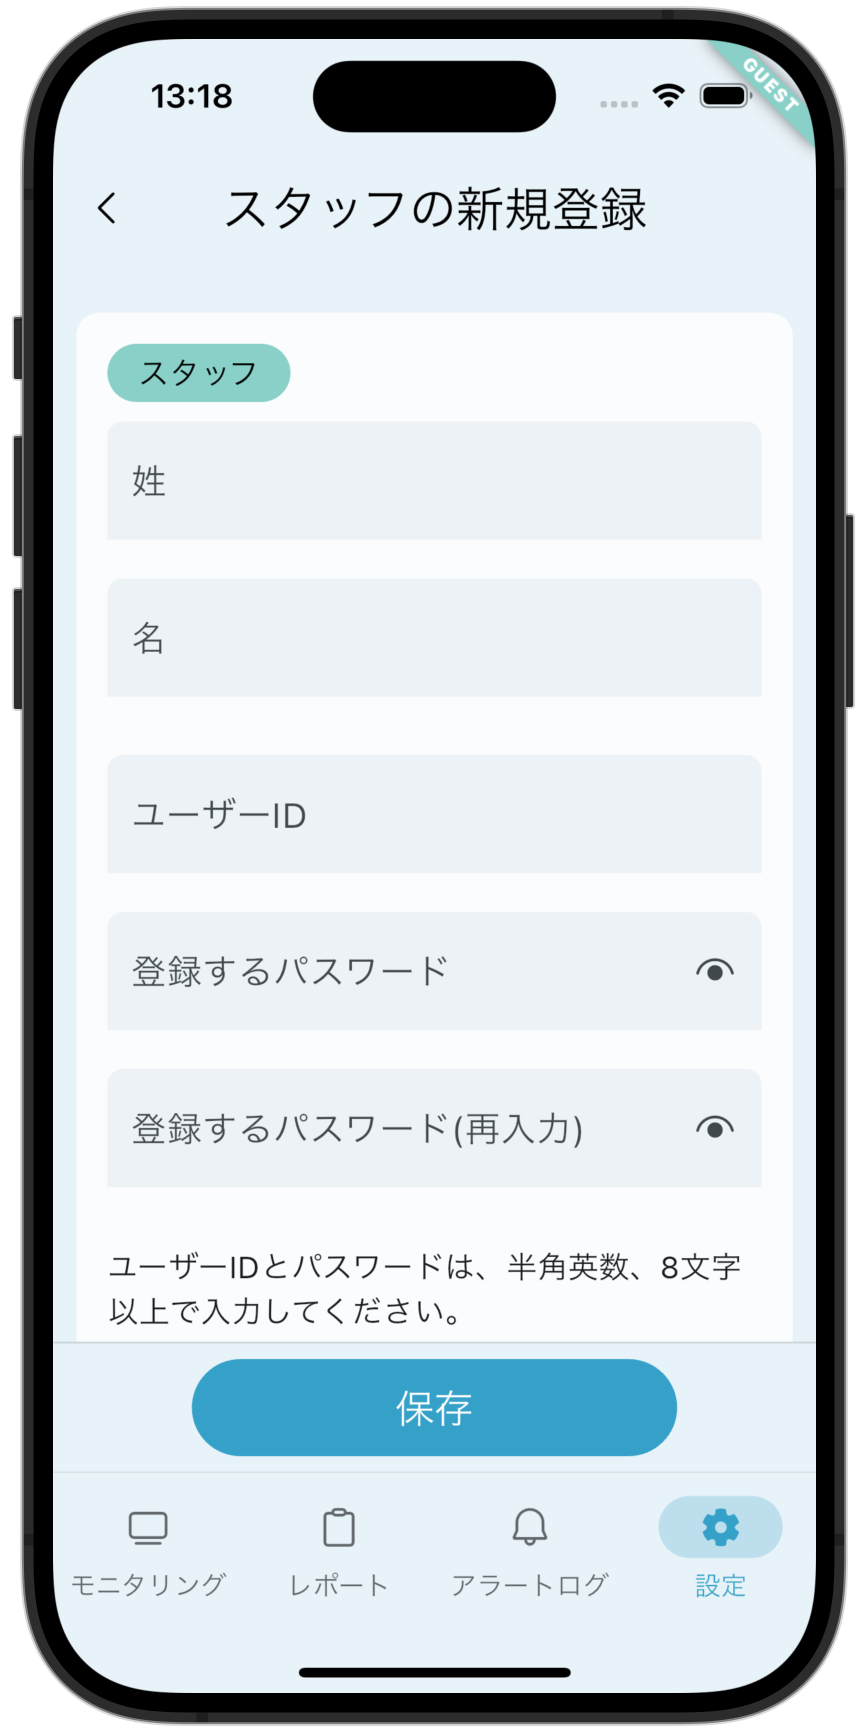 13:18
GUEST
スタッフの新規登録
スタッフ
姓
名
ユーザーID
登録するパスワード
登録するパスワード(再入力)
ユーザーIDとパスワードは、半角英数、8文字
以上で入力してください。
保存
モニタリング
レポート
アラートログ
設定